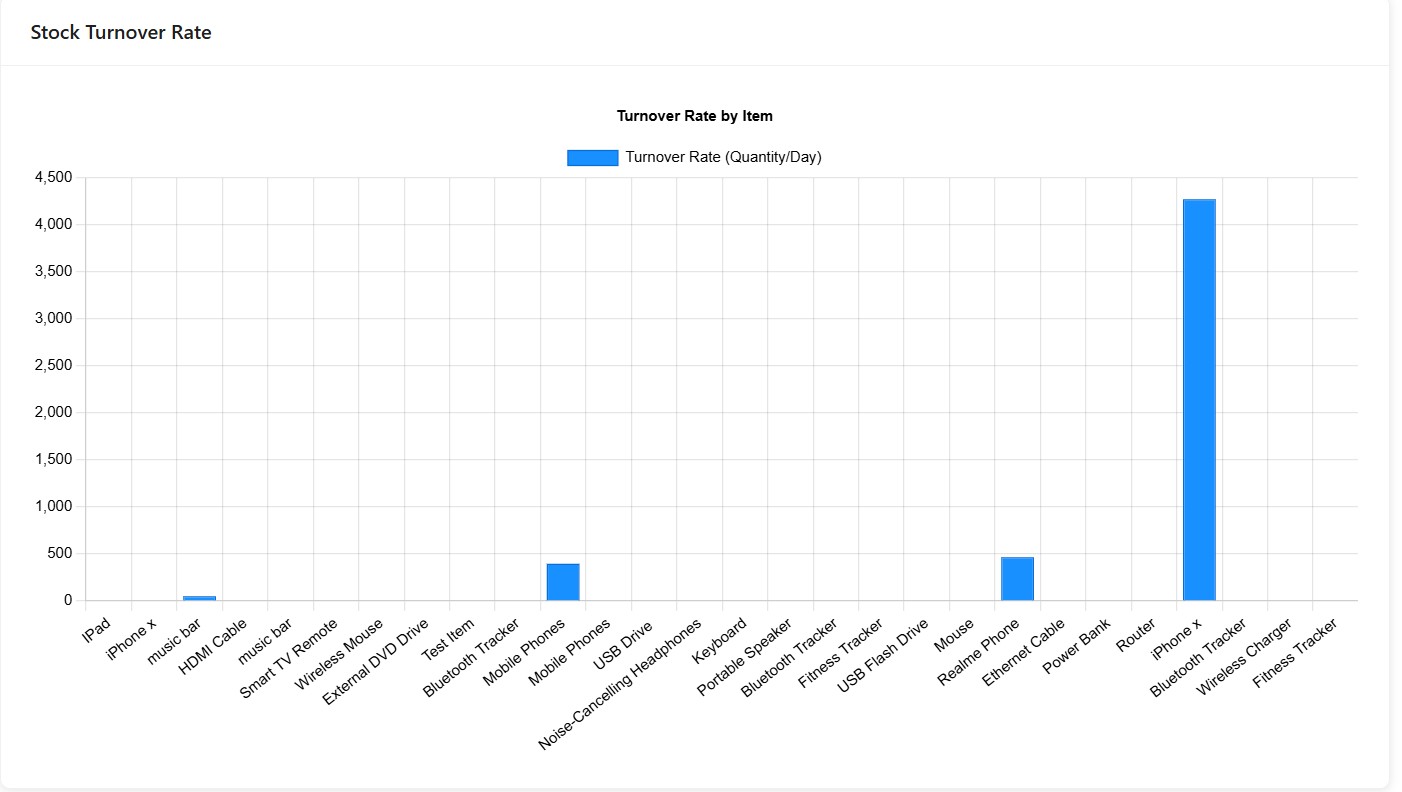 Stock Turnover Rate
Turnover Rate by Item
Turnover Rate (Quantity/Day)
4,500
4,000
3,500
3,000
2,500
2,000
1,500
1,000
500
0
IPad
iPhone x
music bar
HDMI Cable
music bar
Smart TV Remote
Wireless Mouse
External DVD Drive
Test Item
Bluetooth Tracker
Mobile Phones
Mobile Phones
USB Drive
Noise-Cancelling Headphones
Keyboard
Portable Speaker
Bluetooth Tracker
Fitness Tracker
USB Flash Drive
Mouse
Realme Phone
Ethernet Cable
Power Bank
Router
iPhone x
Bluetooth Tracker
Wireless Charger
Fitness Tracker